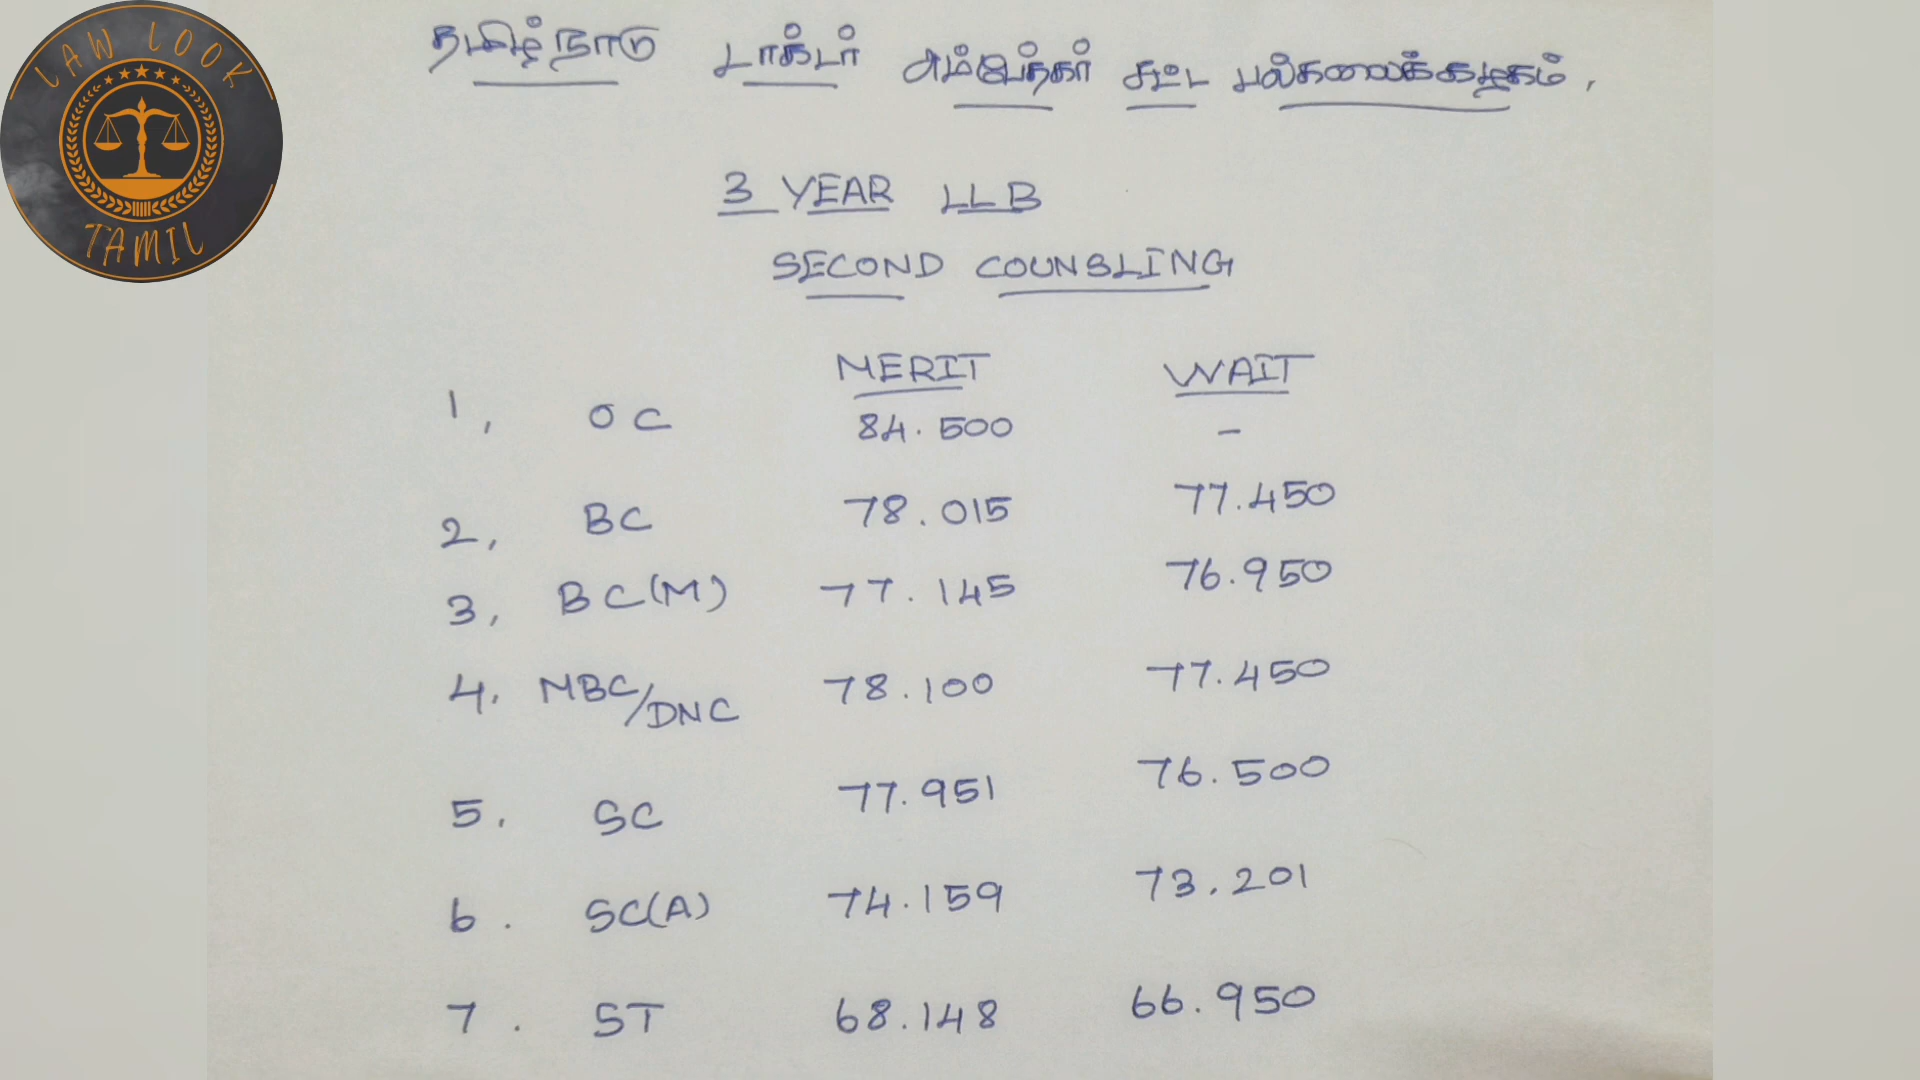 LAW LOOK
TAMIL
தமிழ்நாடு டாக்டர் அம்பேத்கர் சட்ட பல்கலைக்கழகம்,
3 YEAR LLB
SECOND COUNSLING
MERIT WAIT
1, OC 84.500 -
2, BC 78.015 77.450
3, BC(M) 77.145 76.950
4. MBC/DNC 78.100 77.450
5. SC 77.951 76.500
6. SC(A) 74.159 73.201
7. ST 68.148 66.950